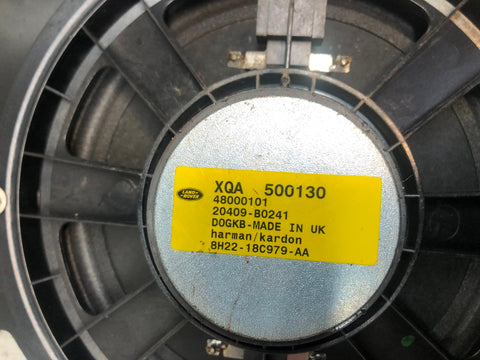 LAND ROVER
XQA 500130
48000101
20409-B0241
DOGKB-MADE IN UK
harman/kardon
8H22-18C979-AA